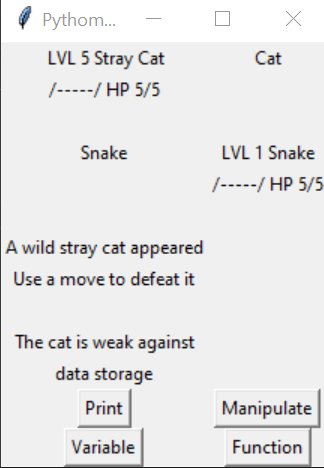 Pythom...
LVL 5 Stray Cat Cat
/-----/ HP 5/5
Snake LVL 1 Snake
/-----/ HP 5/5
A wild stray cat appeared
Use a move to defeat it
The cat is weak against
data storage
Print Manipulate
Variable Function